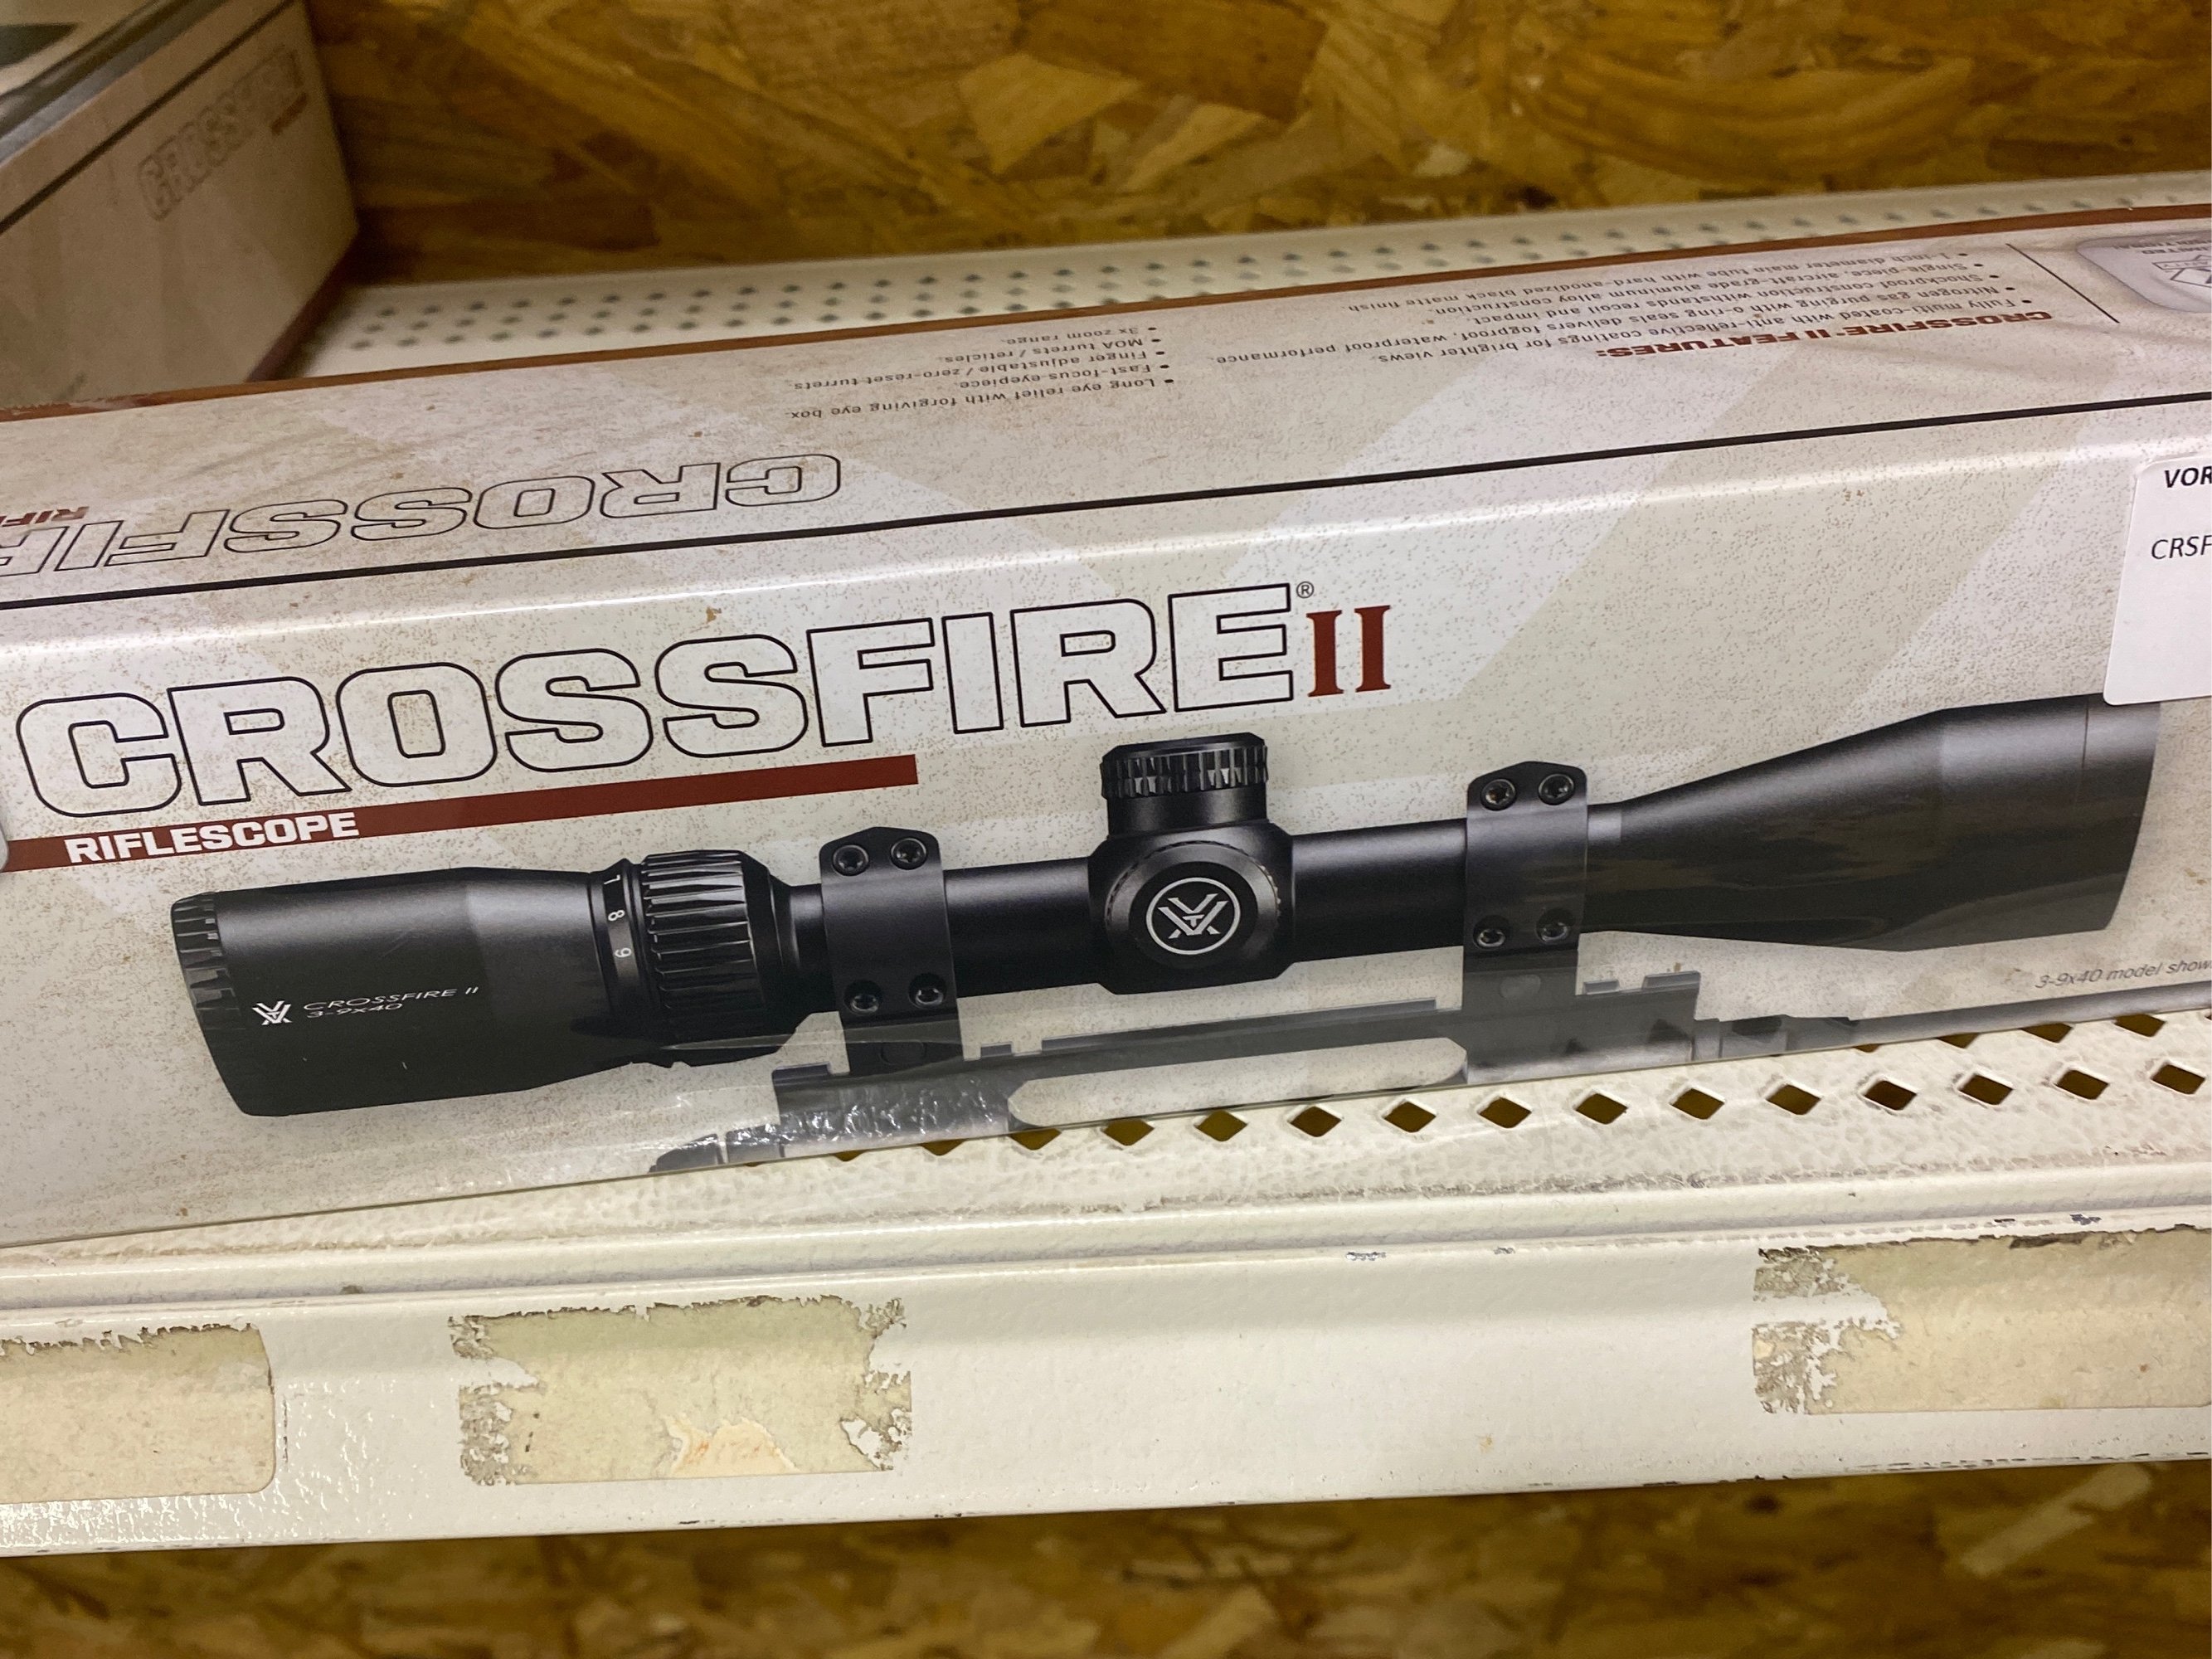 CROSSFIRE
CROSSFIRE® II FEATURES:
• Fully multi-coated with anti-reflective coatings for brighter views.
• Nitrogen gas purging with o-ring seals delivers fogproof, waterproof performance.
• Shockproof construction withstands recoil and impact.
• Single-piece, aircraft-grade aluminum alloy construction.
• 1-inch diameter main tube with hard-anodized black matte finish.
• Long eye relief with forgiving eye box.
• Fast-focus eyepiece.
• Finger adjustable / zero-reset turrets.
• MOA turrets / reticles.
• 3x zoom range.
CROSSFIR
RIF
VOR
CRSF
CROSSFIRE® II
RIFLESCOPE
7
8
9
CROSSFIRE II
3-9x40
3-9x40 model show